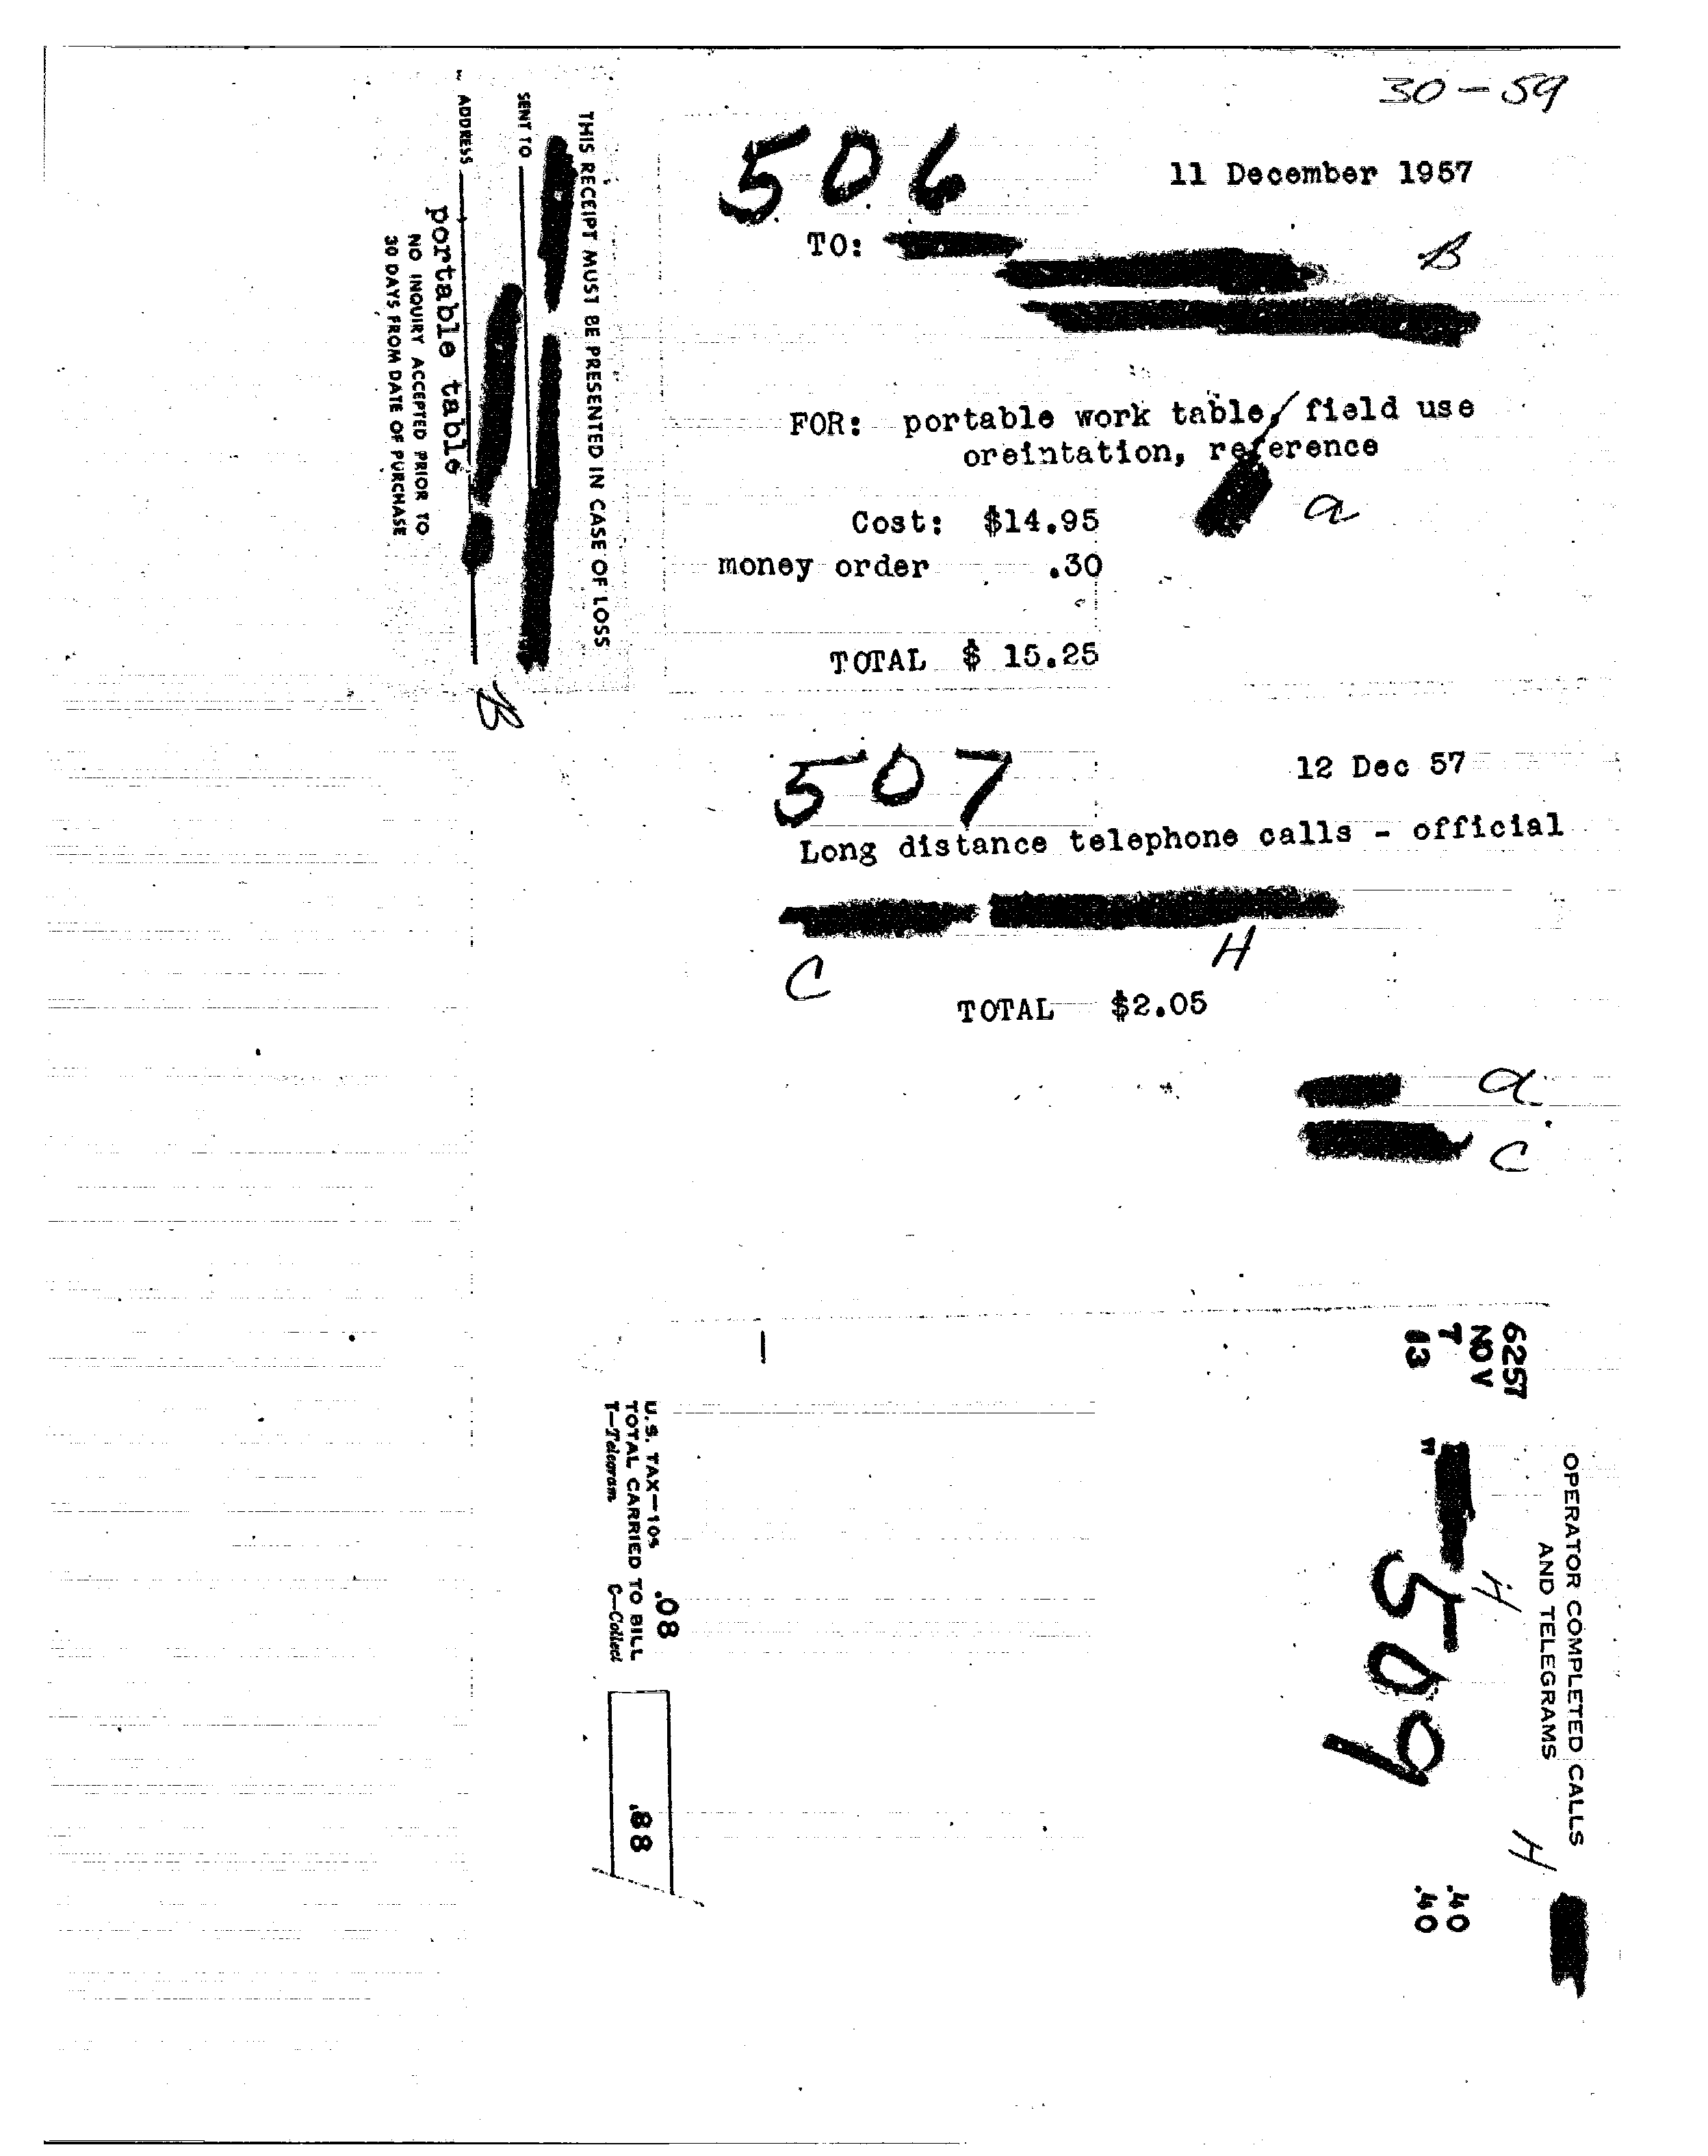 30-59
506
11 December 1957
TO:
B
FOR: portable work table, field use
oreintation, reference
a
Cost: $14.95
money order .30
TOTAL $ 15.25
THIS RECEIPT MUST BE PRESENTED IN CASE OF LOSS
SENT TO
ADDRESS
portable table
NO INQUIRY ACCEPTED PRIOR TO
30 DAYS FROM DATE OF PURCHASE
B
507
12 Dec 57
Long distance telephone calls - official
C
H
TOTAL $2.05
a
C
OPERATOR COMPLETED CALLS
AND TELEGRAMS
H
6257
NOV
H
T .40
13 .40
509
U.S. TAX—10% .08
TOTAL CARRIED TO BILL .88
T—Telegram C—Collect